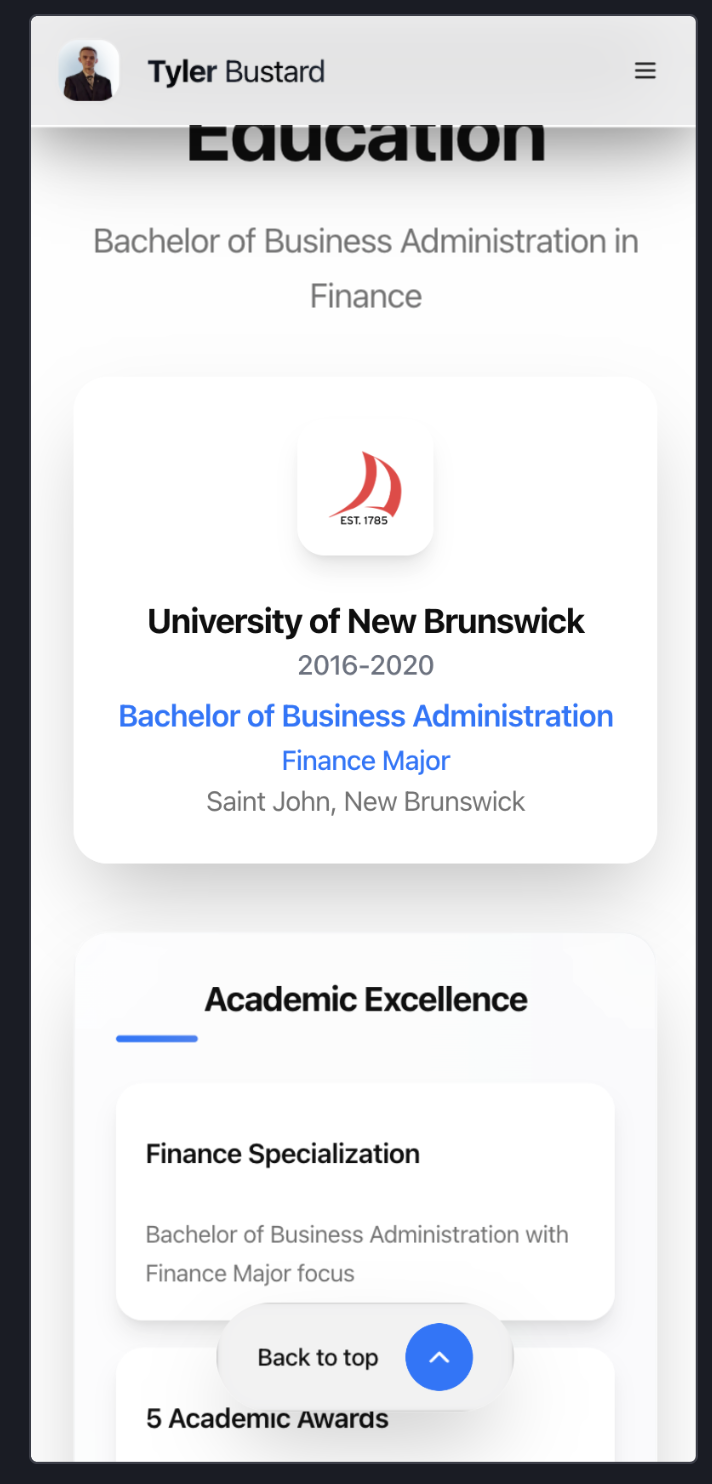 Tyler Bustard
Education
Bachelor of Business Administration in
Finance
EST. 1785
University of New Brunswick
2016-2020
Bachelor of Business Administration
Finance Major
Saint John, New Brunswick
Academic Excellence
Finance Specialization
Bachelor of Business Administration with
Finance Major focus
Back to top
5 Academic Awards